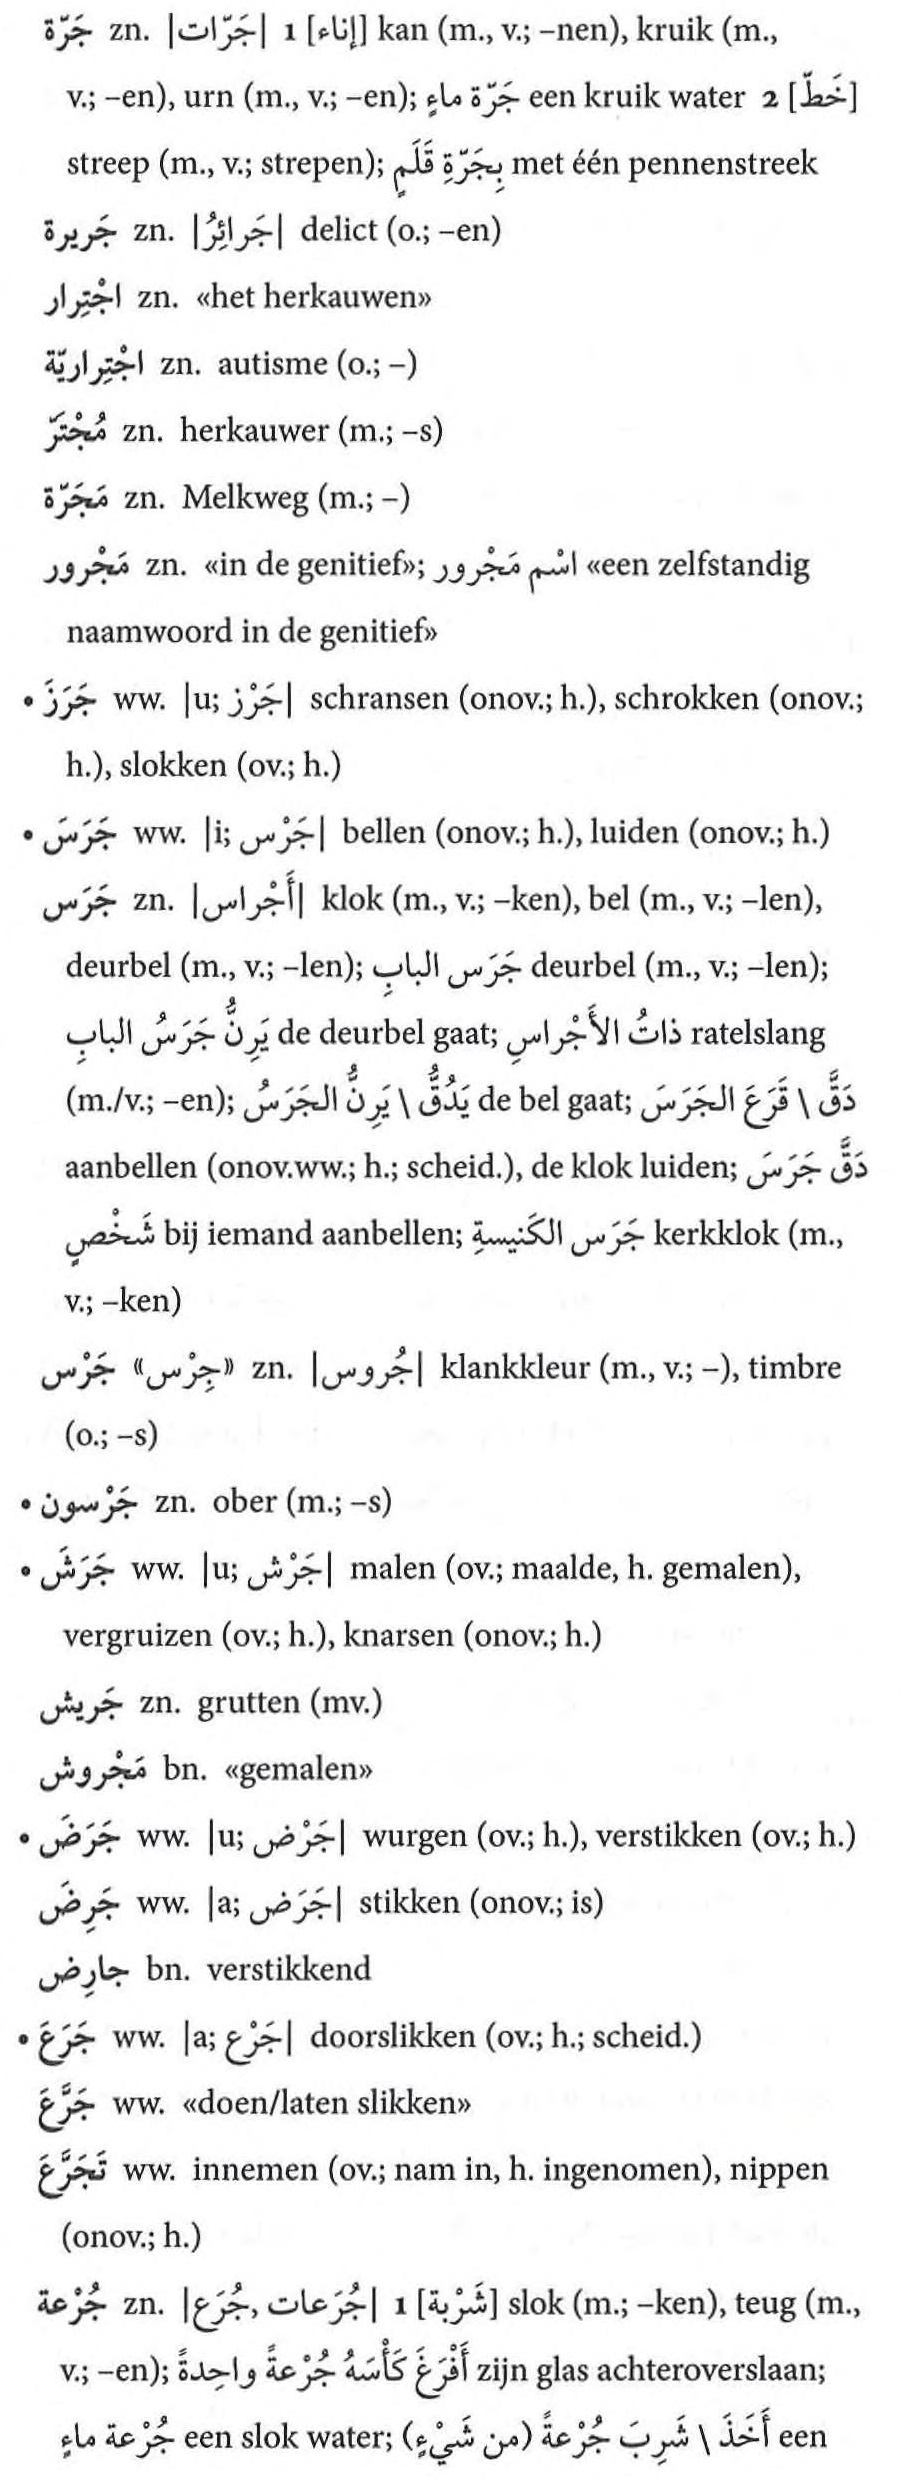 جَرّة zn. |جَرّات| 1 [إناء] kan (m., v.; –nen), kruik (m.,
v.; –en), urn (m., v.; –en); جَرّة ماءٍ een kruik water 2 [خَطّ]
streep (m., v.; strepen); بِجَرّةِ قَلَمٍ met één pennenstreek
جَريرة zn. |جَرائِرُ| delict (o.; –en)
اجْتِرار zn. «het herkauwen»
اجْتِراريّة zn. autisme (o.; –)
مُجْتَرّ zn. herkauwer (m.; –s)
مَجَرّة zn. Melkweg (m.; –)
مَجْرور zn. «in de genitief»; اسْم مَجْرور «een zelfstandig
naamwoord in de genitief»
• جَرَزَ ww. |u; جَرْز| schransen (onov.; h.), schrokken (onov.;
h.), slokken (ov.; h.)
• جَرَسَ ww. |i; جَرْس| bellen (onov.; h.), luiden (onov.; h.)
جَرَس zn. |أَجْراس| klok (m., v.; –ken), bel (m., v.; –len),
deurbel (m., v.; –len); جَرَس البابِ deurbel (m., v.; –len);
يَرِنُّ جَرَسُ البابِ de deurbel gaat; ذاتُ الأَجْراسِ ratelslang
(m./v.; –en); يَدُقُّ \ يَرِنُّ الجَرَسُ de bel gaat; دَقَّ \ قَرَعَ الجَرَسَ
aanbellen (onov.ww.; h.; scheid.), de klok luiden; دَقَّ جَرَسَ
شَخْصٍ bij iemand aanbellen; جَرَس الكَنيسةِ kerkklok (m.,
v.; –ken)
جَرْس «جِرْس» zn. |جُروس| klankkleur (m., v.; –), timbre
(o.; –s)
• جَرْسون zn. ober (m.; –s)
• جَرَشَ ww. |u; جَرْش| malen (ov.; maalde, h. gemalen),
vergruizen (ov.; h.), knarsen (onov.; h.)
جَريش zn. grutten (mv.)
مَجْروش bn. «gemalen»
• جَرَضَ ww. |u; جَرْض| wurgen (ov.; h.), verstikken (ov.; h.)
جَرِضَ ww. |a; جَرَض| stikken (onov.; is)
جارِض bn. verstikkend
• جَرَعَ ww. |a; جَرْع| doorslikken (ov.; h.; scheid.)
جَرَّعَ ww. «doen/laten slikken»
تَجَرَّعَ ww. innemen (ov.; nam in, h. ingenomen), nippen
(onov.; h.)
جُرْعة zn. |جُرَعات, جُرَع| 1 [شَرْبة] slok (m.; –ken), teug (m.,
v.; –en); أَفْرَغَ كَأْسَهُ جُرْعةً واحِدةً zijn glas achteroverslaan;
جُرْعة ماءٍ een slok water; أَخَذَ \ شَرِبَ جُرْعةً (من شَيْءٍ) een